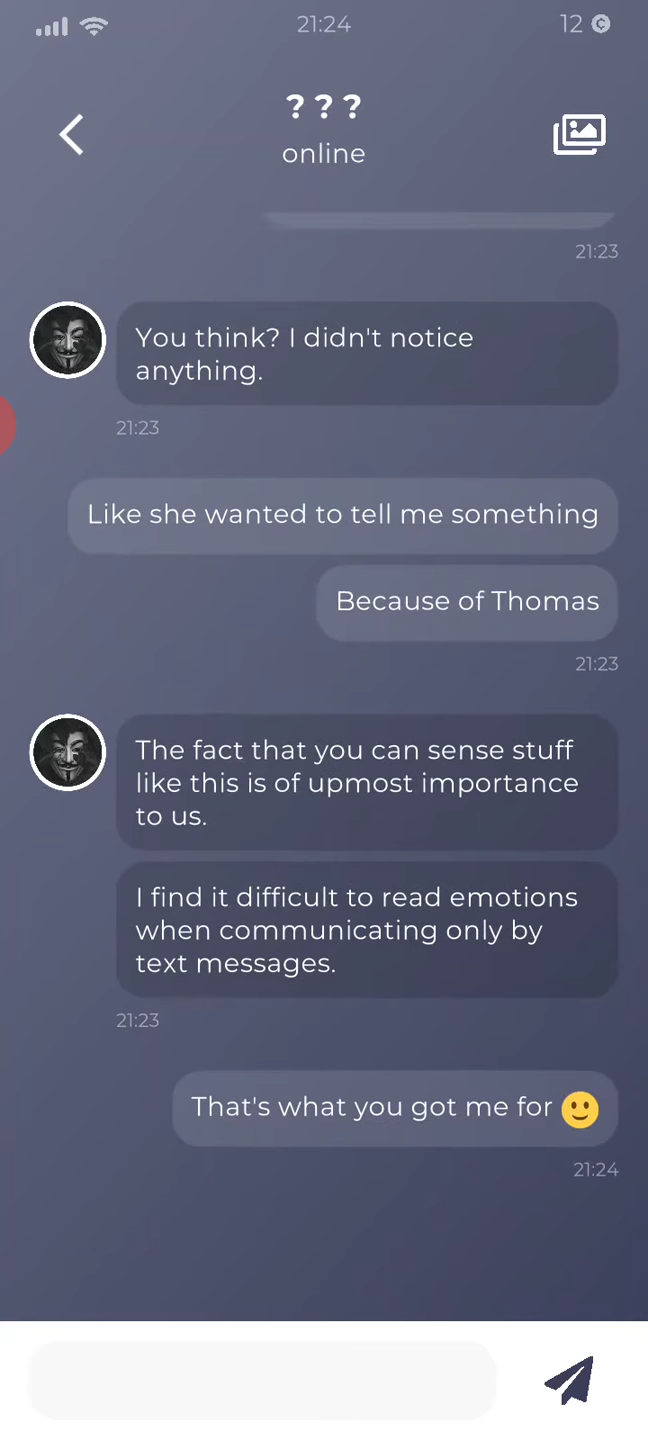 21:24
12
???
online
21:23
You think? I didn't notice
anything.
21:23
Like she wanted to tell me something
Because of Thomas
21:23
The fact that you can sense stuff
like this is of upmost importance
to us.
I find it difficult to read emotions
when communicating only by
text messages.
21:23
That's what you got me for 🙂
21:24